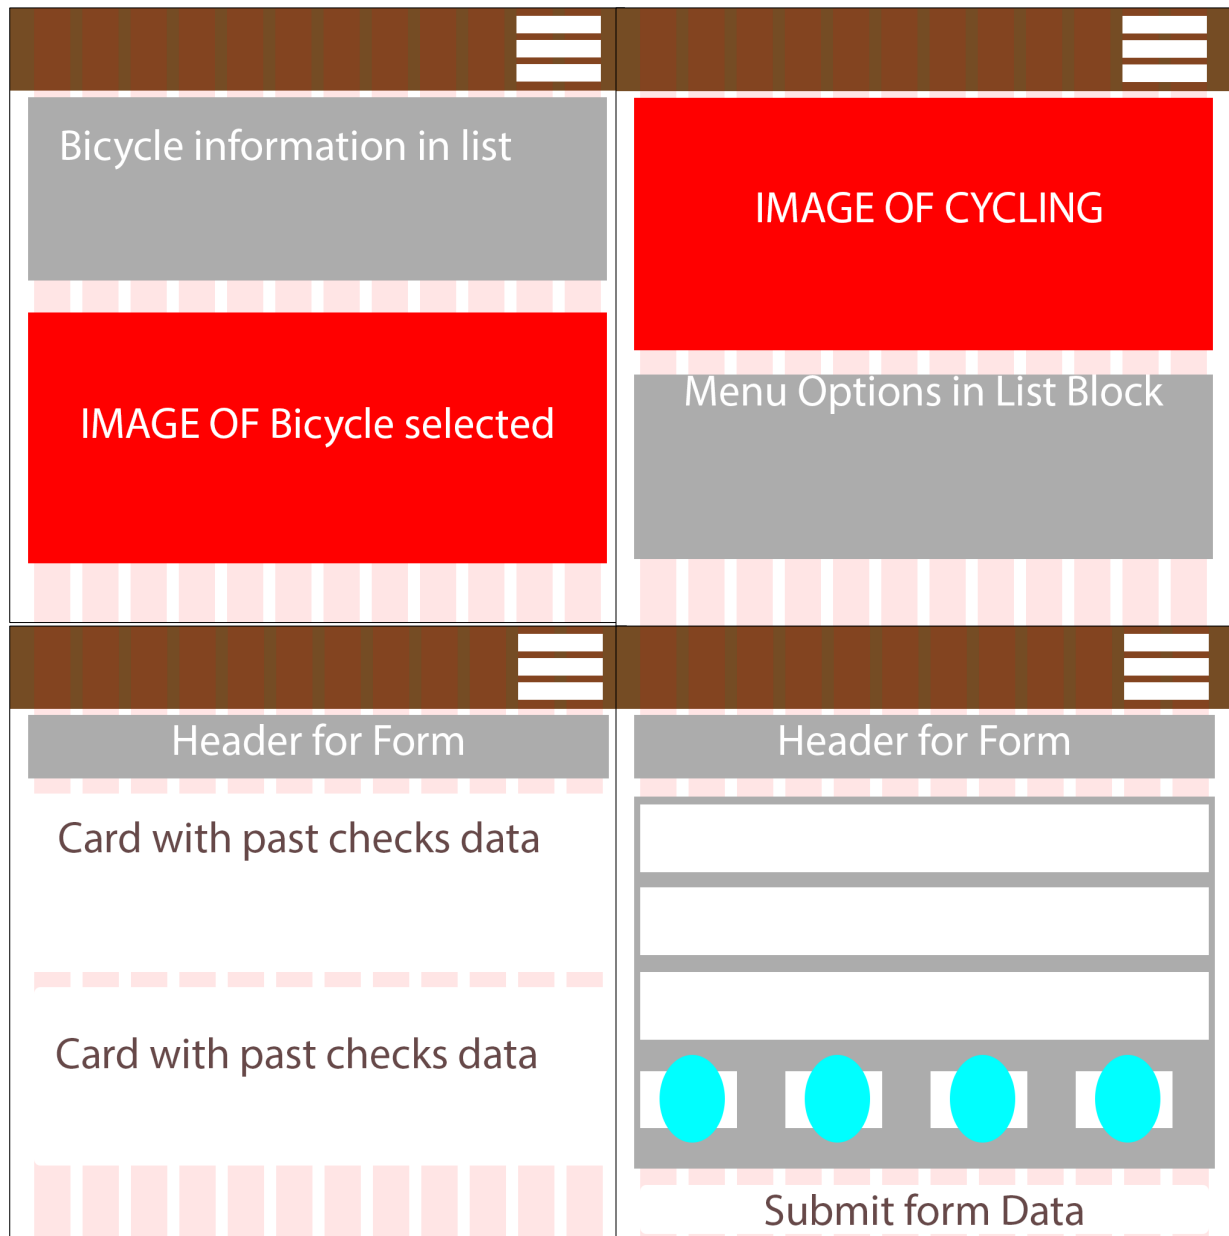 Bicycle information in list
IMAGE OF Bicycle selected
IMAGE OF CYCLING
Menu Options in List Block
Header for Form
Card with past checks data
Card with past checks data
Header for Form
Submit form Data